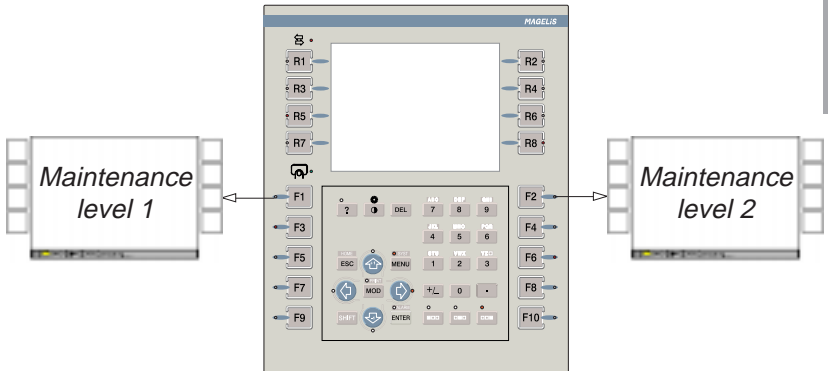 MAGELiS
R1
R2
R3
R4
R5
R6
R7
R8
Maintenance
level 1
Maintenance
level 2
F1
F2
F3
F4
F5
F6
F7
F8
F9
F10
? DEL 7 8 9
4 5 6
ESC MENU 1 2 3
MOD +/_ 0 .
SHIFT ENTER